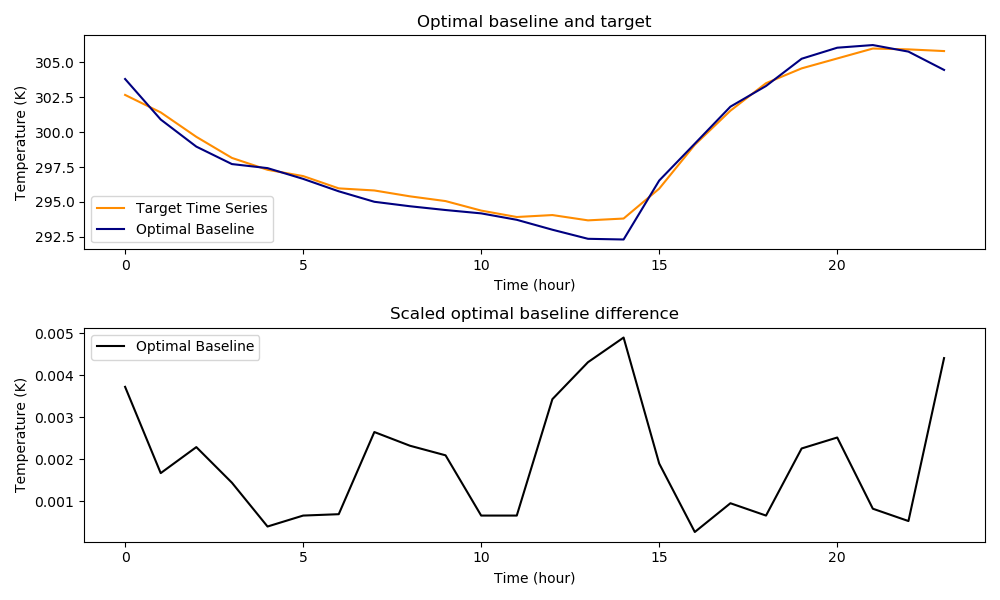 Optimal baseline and target
Temperature (K)
305.0
302.5
300.0
297.5
295.0
292.5
Target Time Series
Optimal Baseline
0 5 10 15 20
Time (hour)
Scaled optimal baseline difference
Temperature (K)
0.005
0.004
0.003
0.002
0.001
Optimal Baseline
0 5 10 15 20
Time (hour)